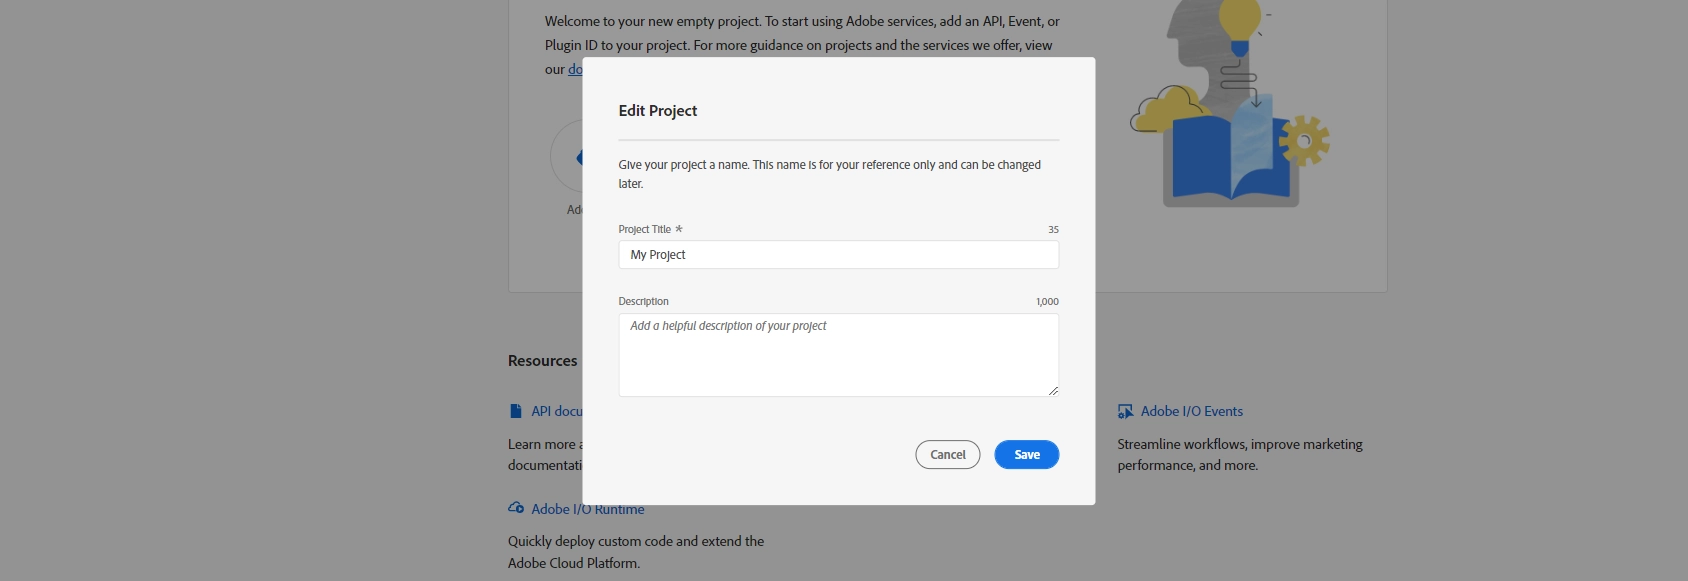 Welcome to your new empty project. To start using Adobe services, add an API, Event, or
Plugin ID to your project. For more guidance on projects and the services we offer, view
our
Edit Project
Give your project a name. This name is for your reference only and can be changed
later.
Project Title *
35
My Project
Description
1,000
Add a helpful description of your project
Cancel
Save
Resources
API
Learn more
Adobe I/O Events
Streamline workflows, improve marketing
performance, and more.
Adobe I/O Runtime
Quickly deploy custom code and extend the
Adobe Cloud Platform.